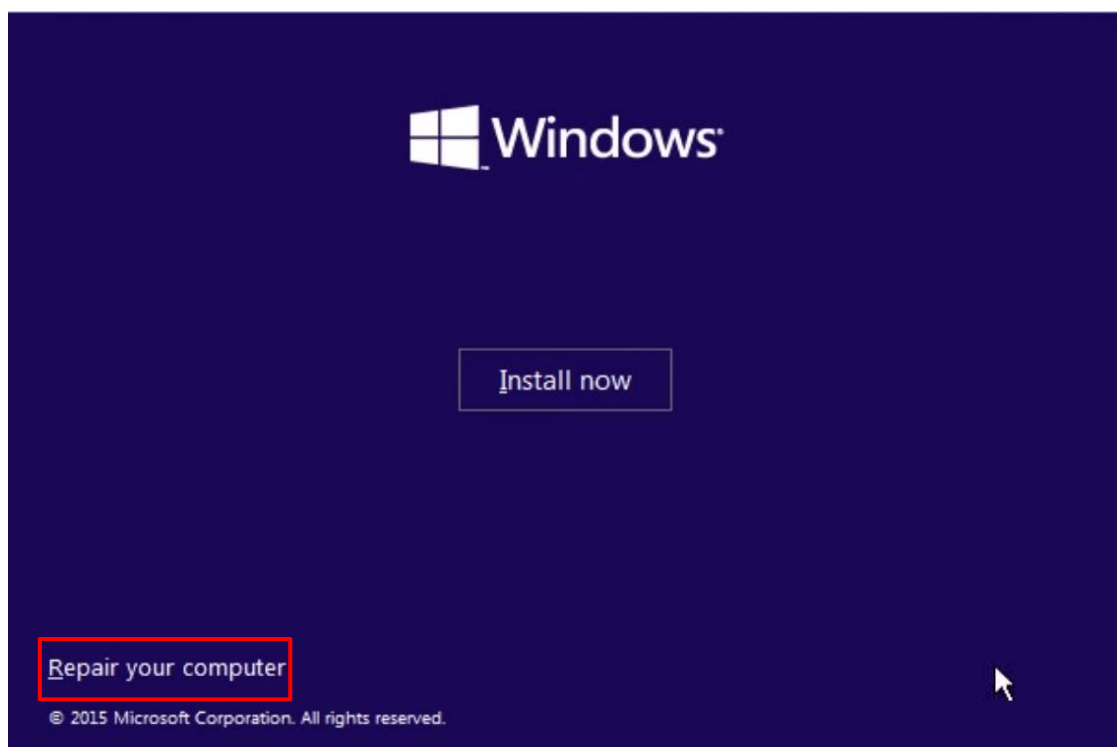 Windows
Install now
Repair your computer
© 2015 Microsoft Corporation. All rights reserved.